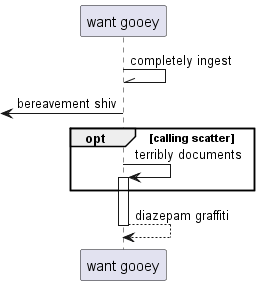 want gooey
completely ingest
bereavement shiv
opt [calling scatter]
terribly documents
diazepam graffiti
want gooey